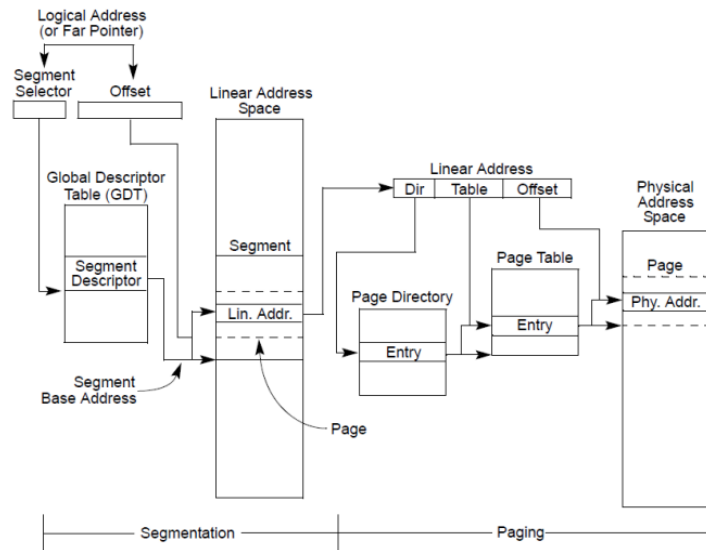 Logical Address
(or Far Pointer)
Segment
Selector
Offset
Linear Address
Space
Global Descriptor
Table (GDT)
Segment
Descriptor
Segment
Lin. Addr.
Segment
Base Address
Page
Linear Address
Dir
Table
Offset
Page Directory
Entry
Page Table
Entry
Physical
Address
Space
Page
Phy. Addr.
Segmentation
Paging